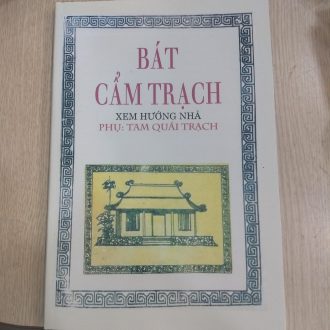 BÁT
CẨM TRẠCH
XEM HƯỚNG NHÀ
PHỤ: TAM QUÁI TRẠCH